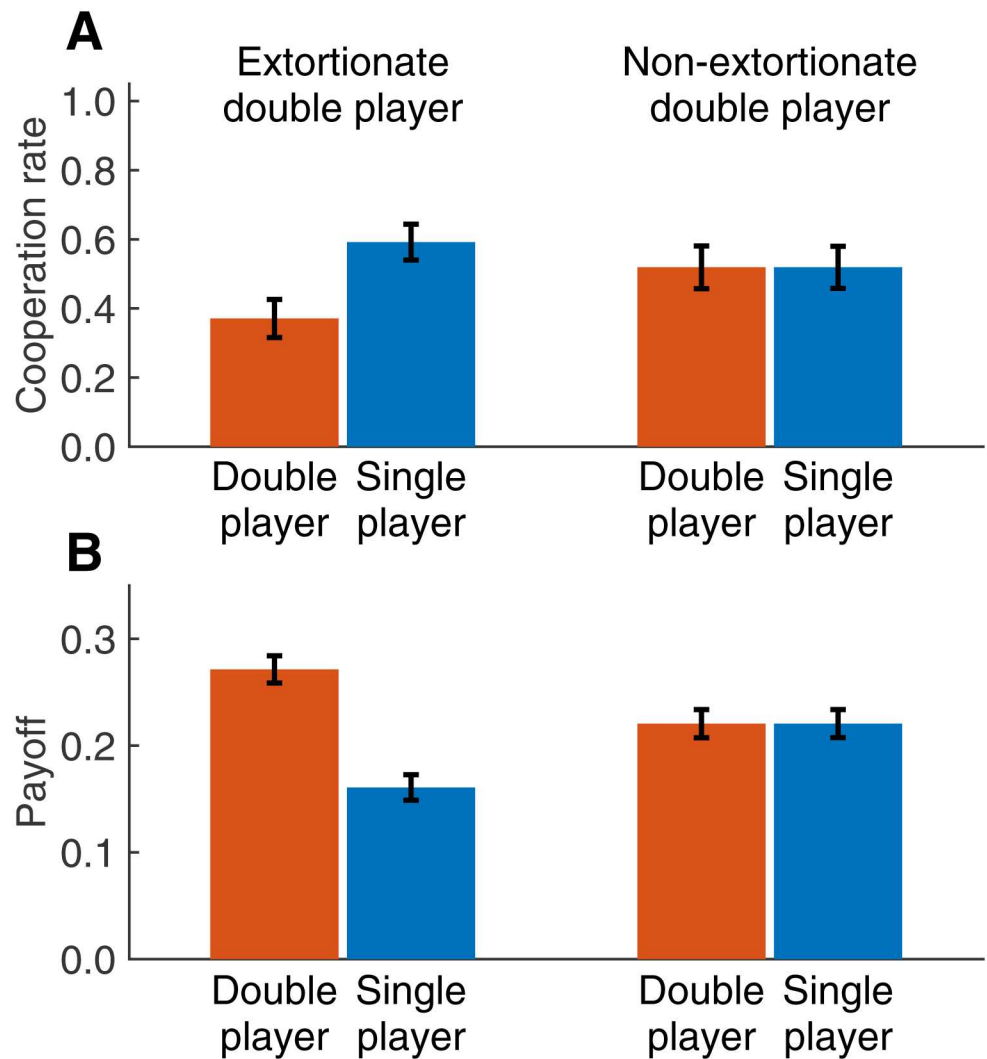 A
Extortionate
double player
Non-extortionate
double player
Cooperation rate
1.0
0.8
0.6
0.4
0.2
0.0
Double
player
Single
player
Double
player
Single
player
B
Payoff
0.3
0.2
0.1
0.0
Double
player
Single
player
Double
player
Single
player